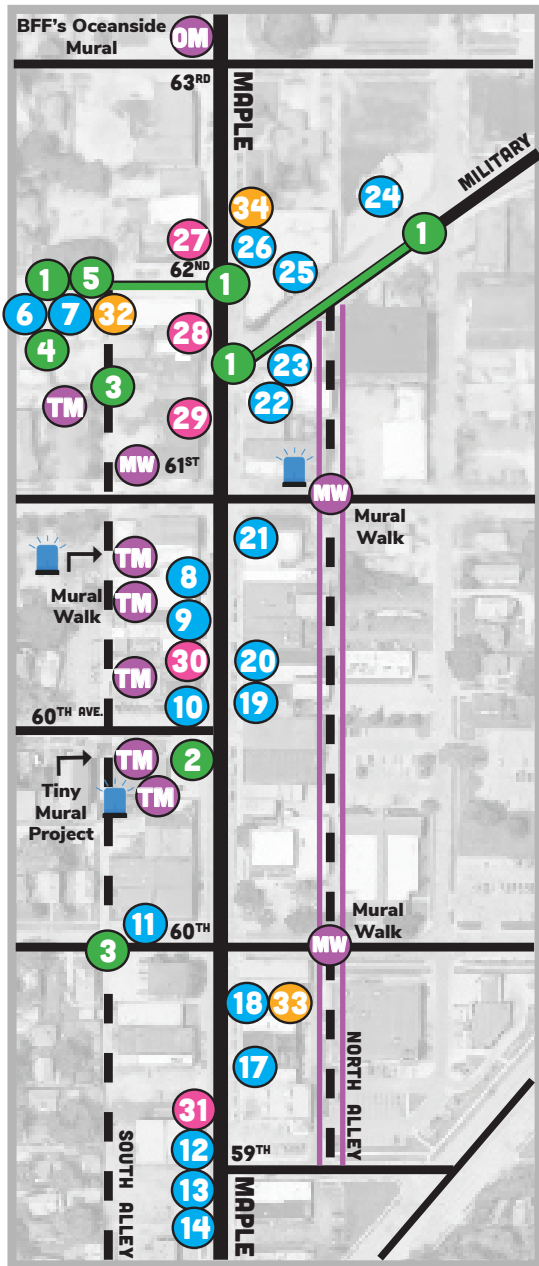 BFF's Oceanside
Mural
OM
63RD
MAPLE
MILITARY
24
34
27
26
1
62ND
25
1
5
1
6
7
32
28
4
1
23
3
22
TM
29
MW
61ST
MW
Mural
Walk
21
TM
8
Mural
Walk
TM
9
30
20
TM
10
19
60TH AVE.
2
TM
Tiny
Mural
Project
TM
11
60TH
Mural
Walk
3
MW
18
33
17
31
NORTH ALLEY
12
59TH
SOUTH ALLEY
13
MAPLE
14